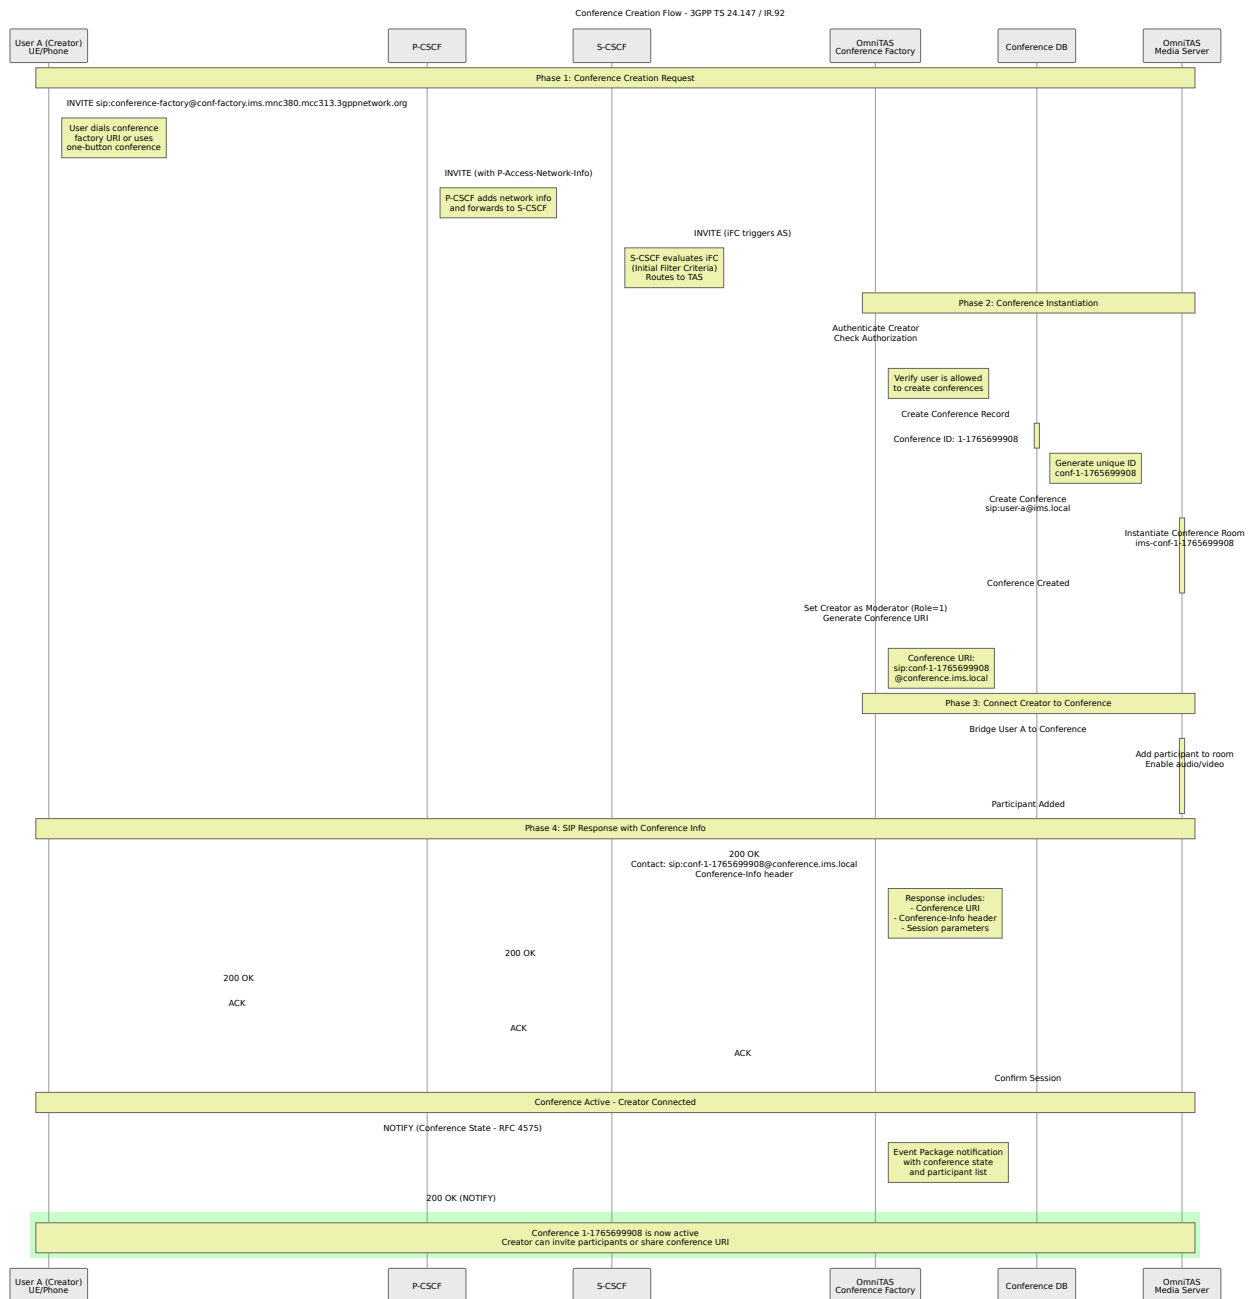 Conference Creation Flow - 3GPP TS 24.147 / IR.92
User A (Creator)
UE/Phone
P-CSCF
S-CSCF
OmniTAS
Conference Factory
Conference DB
OmniTAS
Media Server
Phase 1: Conference Creation Request
INVITE sip:conference-factory@conf-factory.ims.mnc380.mcc313.3gppnetwork.org
User dials conference
factory URI or uses
one-button conference
INVITE (with P-Access-Network-Info)
P-CSCF adds network info
and forwards to S-CSCF
INVITE (iFC triggers AS)
S-CSCF evaluates iFC
(Initial Filter Criteria)
Routes to TAS
Phase 2: Conference Instantiation
Authenticate Creator
Check Authorization
Verify user is allowed
to create conferences
Create Conference Record
Conference ID: 1-1765699908
Generate unique ID
conf-1-1765699908
Create Conference
sip:user-a@ims.local
Instantiate Conference Room
ims-conf-1-1765699908
Conference Created
Set Creator as Moderator (Role=1)
Generate Conference URI
Conference URI:
sip:conf-1-1765699908
@conference.ims.local
Phase 3: Connect Creator to Conference
Bridge User A to Conference
Add participant to room
Enable audio/video
Participant Added
Phase 4: SIP Response with Conference Info
200 OK
Contact: sip:conf-1-1765699908@conference.ims.local
Conference-Info header
Response includes:
- Conference URI
- Conference-Info header
- Session parameters
200 OK
200 OK
ACK
ACK
ACK
Confirm Session
Conference Active - Creator Connected
NOTIFY (Conference State - RFC 4575)
Event Package notification
with conference state
and participant list
200 OK (NOTIFY)
Conference 1-1765699908 is now active
Creator can invite participants or share conference URI
User A (Creator)
UE/Phone
P-CSCF
S-CSCF
OmniTAS
Conference Factory
Conference DB
OmniTAS
Media Server